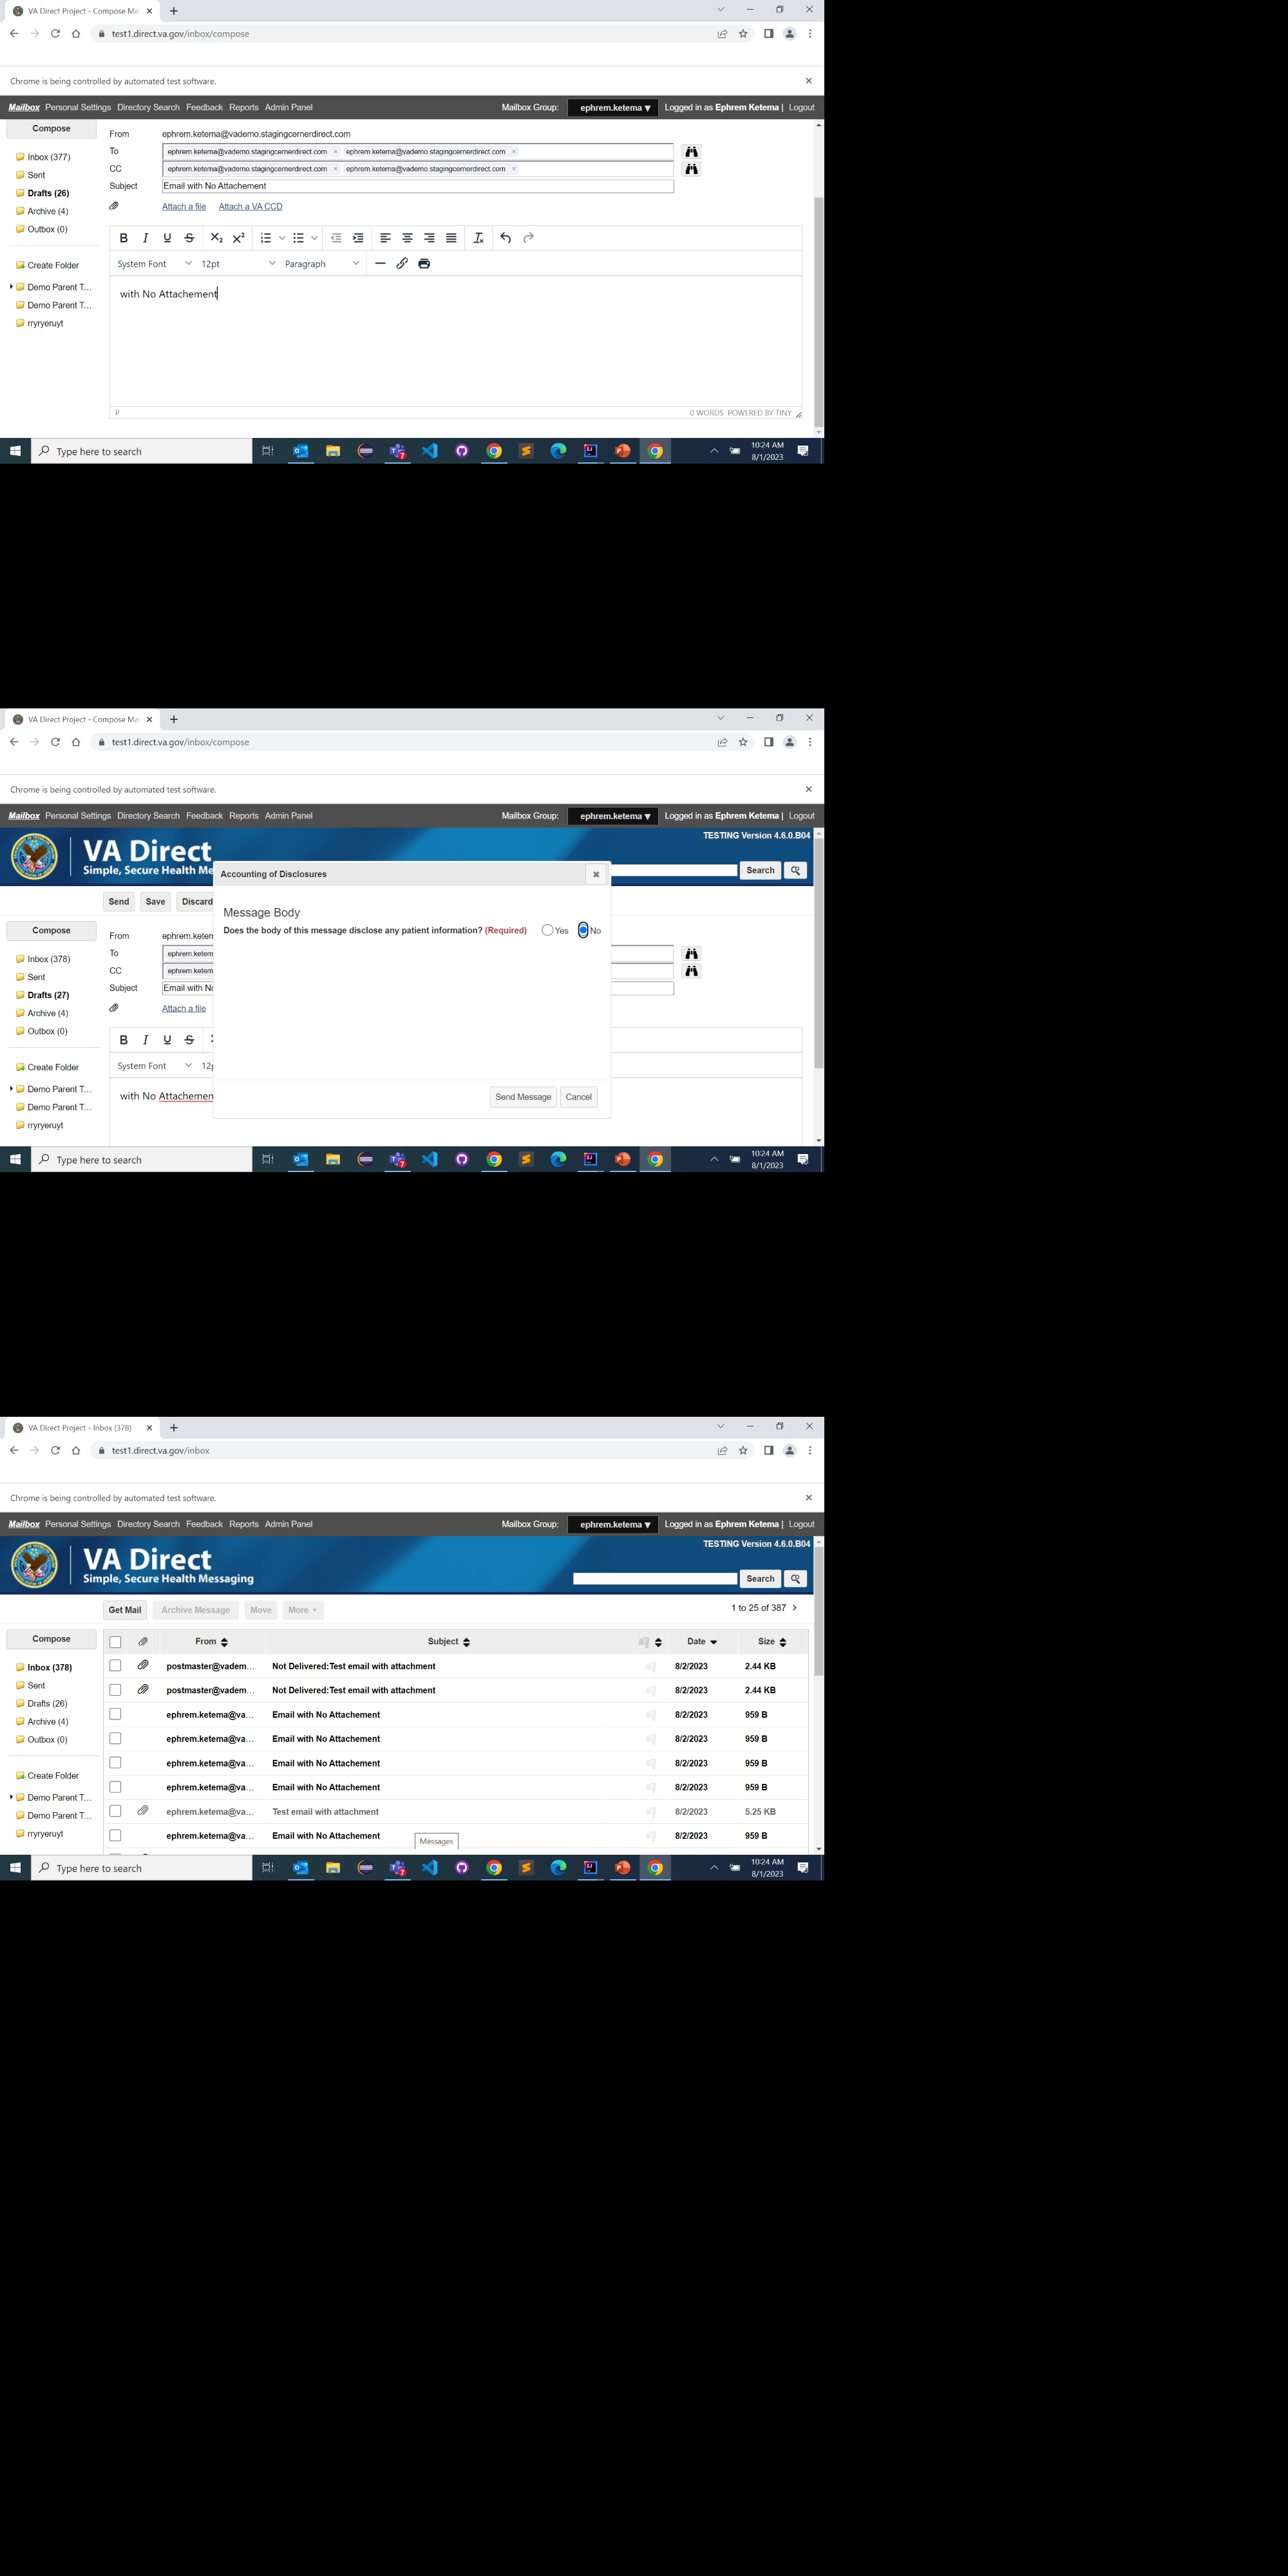 VA Direct Project - Compose Ma
test1.direct.va.gov/inbox/compose
Chrome is being controlled by automated test software.
Mailbox Personal Settings Directory Search Feedback Reports Admin Panel Mailbox Group: ephrem.ketema ▼ Logged in as Ephrem Ketema | Logout
Compose
From ephrem.ketema@vademo.stagingcernerdirect.com
To ephrem.ketema@vademo.stagingcernerdirect.com × ephrem.ketema@vademo.stagingcernerdirect.com ×
Inbox (377)
CC ephrem.ketema@vademo.stagingcernerdirect.com × ephrem.ketema@vademo.stagingcernerdirect.com ×
Sent
Subject Email with No Attachement
Drafts (26)
Attach a file Attach a VA CCD
Archive (4)
Outbox (0)
B I U S X₂ X²
System Font 12pt Paragraph
Create Folder
Demo Parent T...
with No Attachement
Demo Parent T...
rryryeruyt
P 0 WORDS POWERED BY TINY
Type here to search
7
10:24 AM
8/1/2023
VA Direct Project - Compose Ma
test1.direct.va.gov/inbox/compose
Chrome is being controlled by automated test software.
Mailbox Personal Settings Directory Search Feedback Reports Admin Panel Mailbox Group: ephrem.ketema ▼ Logged in as Ephrem Ketema | Logout
TESTING Version 4.6.0.B04
VA Direct
Simple, Secure Health Me
Search
Accounting of Disclosures
Send Save Discard
Message Body
Does the body of this message disclose any patient information? (Required) Yes No
Compose
From ephrem.keter
To ephrem.ketem
Inbox (378)
CC ephrem.ketem
Sent
Subject Email with No
Drafts (27)
Attach a file
Archive (4)
Outbox (0)
B I U S
System Font 12p
Create Folder
Demo Parent T...
with No Attachemen
Send Message Cancel
Demo Parent T...
rryryeruyt
Type here to search
7
10:24 AM
8/1/2023
VA Direct Project - Inbox (378)
test1.direct.va.gov/inbox
Chrome is being controlled by automated test software.
Mailbox Personal Settings Directory Search Feedback Reports Admin Panel Mailbox Group: ephrem.ketema ▼ Logged in as Ephrem Ketema | Logout
TESTING Version 4.6.0.B04
VA Direct
Simple, Secure Health Messaging
Search
Get Mail Archive Message Move More 1 to 25 of 387 >
Compose
From Subject Date Size
Inbox (378)
postmaster@vadem... Not Delivered:Test email with attachment 8/2/2023 2.44 KB
Sent
postmaster@vadem... Not Delivered:Test email with attachment 8/2/2023 2.44 KB
Drafts (26)
ephrem.ketema@va... Email with No Attachement 8/2/2023 959 B
Archive (4)
Outbox (0)
ephrem.ketema@va... Email with No Attachement 8/2/2023 959 B
ephrem.ketema@va... Email with No Attachement 8/2/2023 959 B
Create Folder
ephrem.ketema@va... Email with No Attachement 8/2/2023 959 B
Demo Parent T...
ephrem.ketema@va... Test email with attachment 8/2/2023 5.25 KB
Demo Parent T...
rryryeruyt
ephrem.ketema@va... Email with No Attachement 8/2/2023 959 B
Messages
Type here to search
7
10:24 AM
8/1/2023